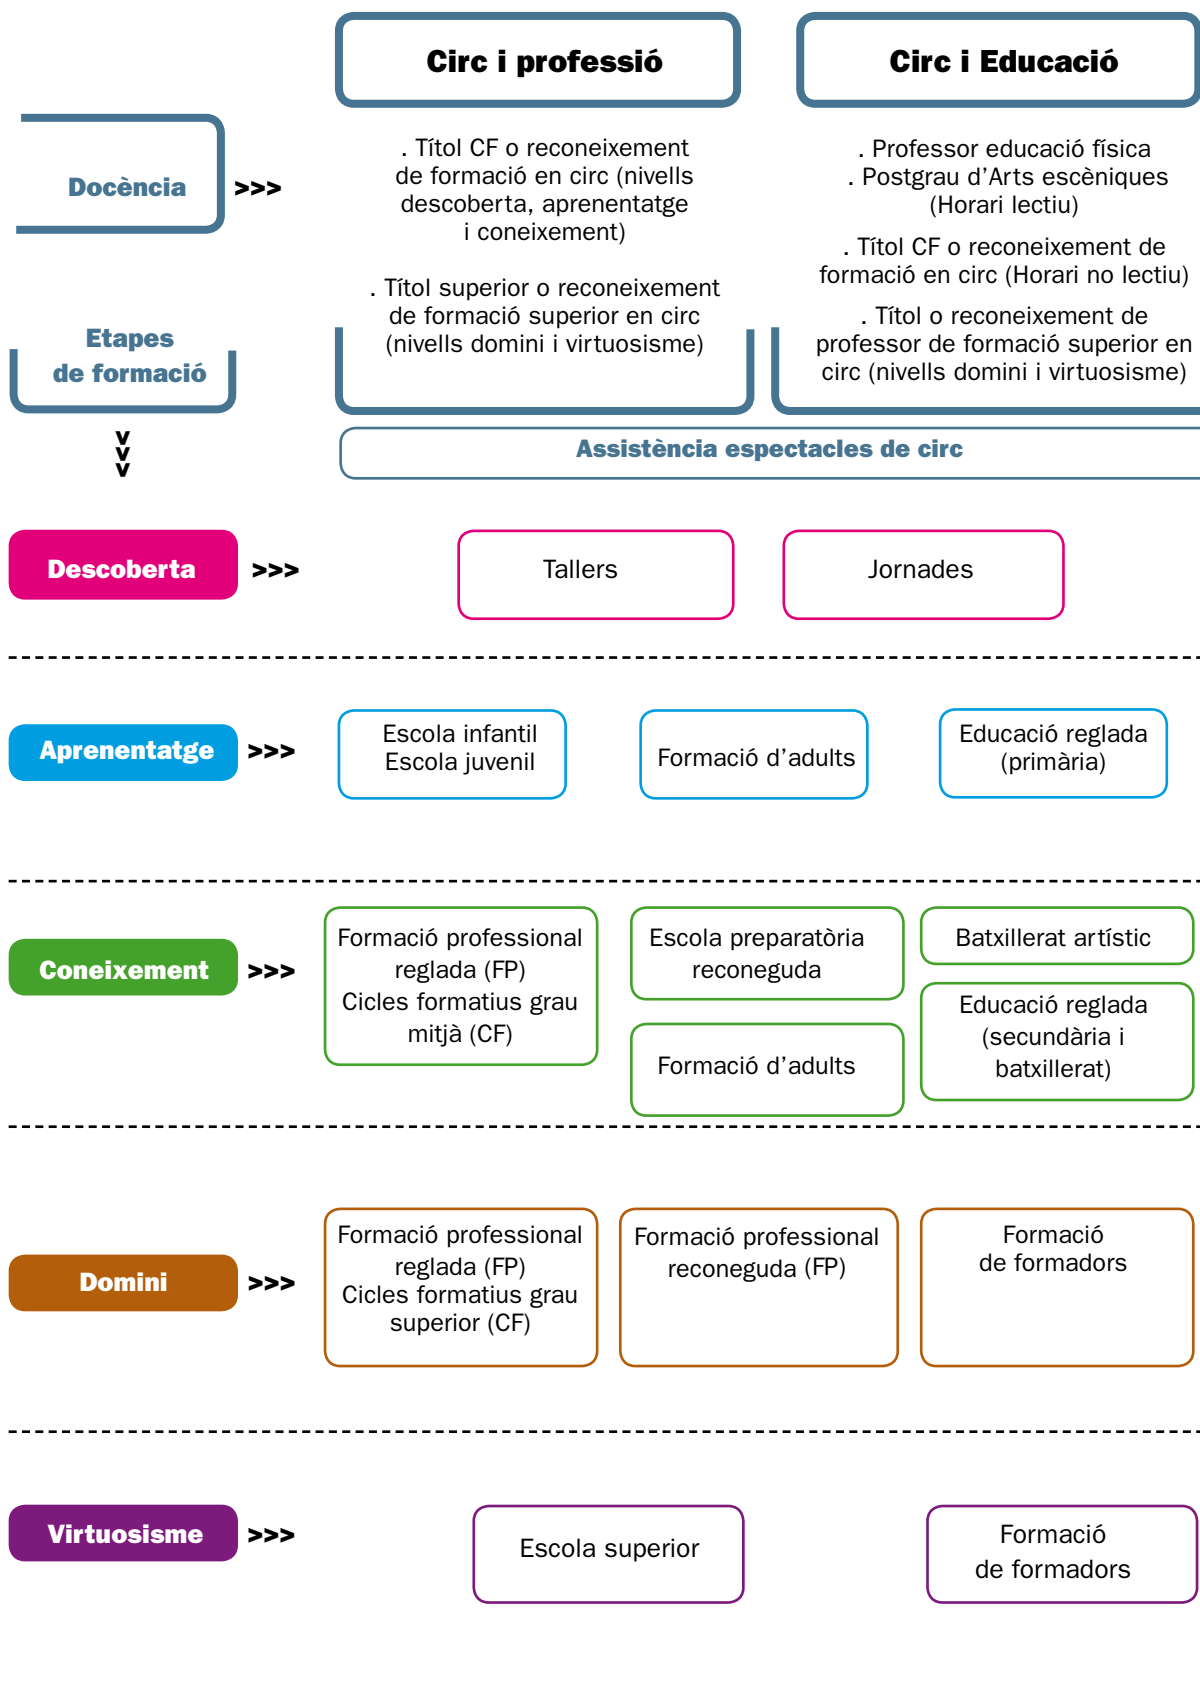 Circ i professió
Circ i Educació
Docència >>>
. Títol CF o reconeixement
de formació en circ (nivells
descoberta, aprenentatge
i coneixement)
. Títol superior o reconeixement
de formació superior en circ
(nivells domini i virtuosisme)
. Professor educació física
. Postgrau d’Arts escèniques
(Horari lectiu)
. Títol CF o reconeixement de
formació en circ (Horari no lectiu)
. Títol o reconeixement de
professor de formació superior en
circ (nivells domini i virtuosisme)
Etapes
de formació
>>>
Assistència espectacles de circ
Descoberta >>>
Tallers
Jornades
Aprenentatge >>>
Escola infantil
Escola juvenil
Formació d’adults
Educació reglada
(primària)
Coneixement >>>
Formació professional
reglada (FP)
Cicles formatius grau
mitjà (CF)
Escola preparatòria
reconeguda
Formació d’adults
Batxillerat artístic
Educació reglada
(secundària i
batxillerat)
Domini >>>
Formació professional
reglada (FP)
Cicles formatius grau
superior (CF)
Formació professional
reconeguda (FP)
Formació
de formadors
Virtuosisme >>>
Escola superior
Formació
de formadors